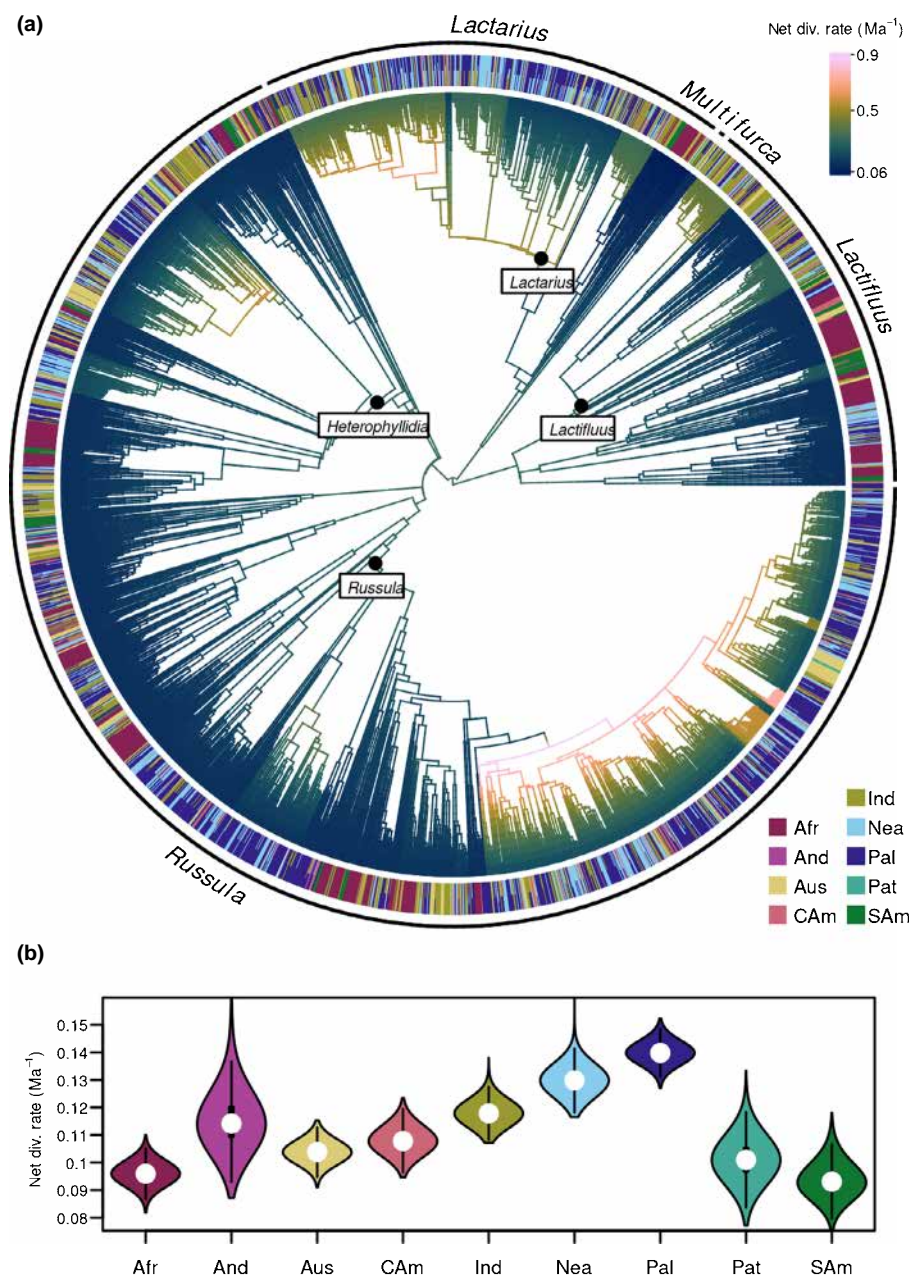 (a)
Lactarius
Net div. rate (Ma⁻¹)
0.9
0.5
0.06
Multifurca
Lactifluus
Lactarius
Heterophyllidia
Lactifluus
Russula
Russula
Ind
Afr
Nea
And
Pal
Aus
Pat
CAm
SAm
(b)
Net div. rate (Ma⁻¹)
0.15
0.14
0.13
0.12
0.11
0.1
0.09
0.08
Afr And Aus CAm Ind Nea Pal Pat SAm